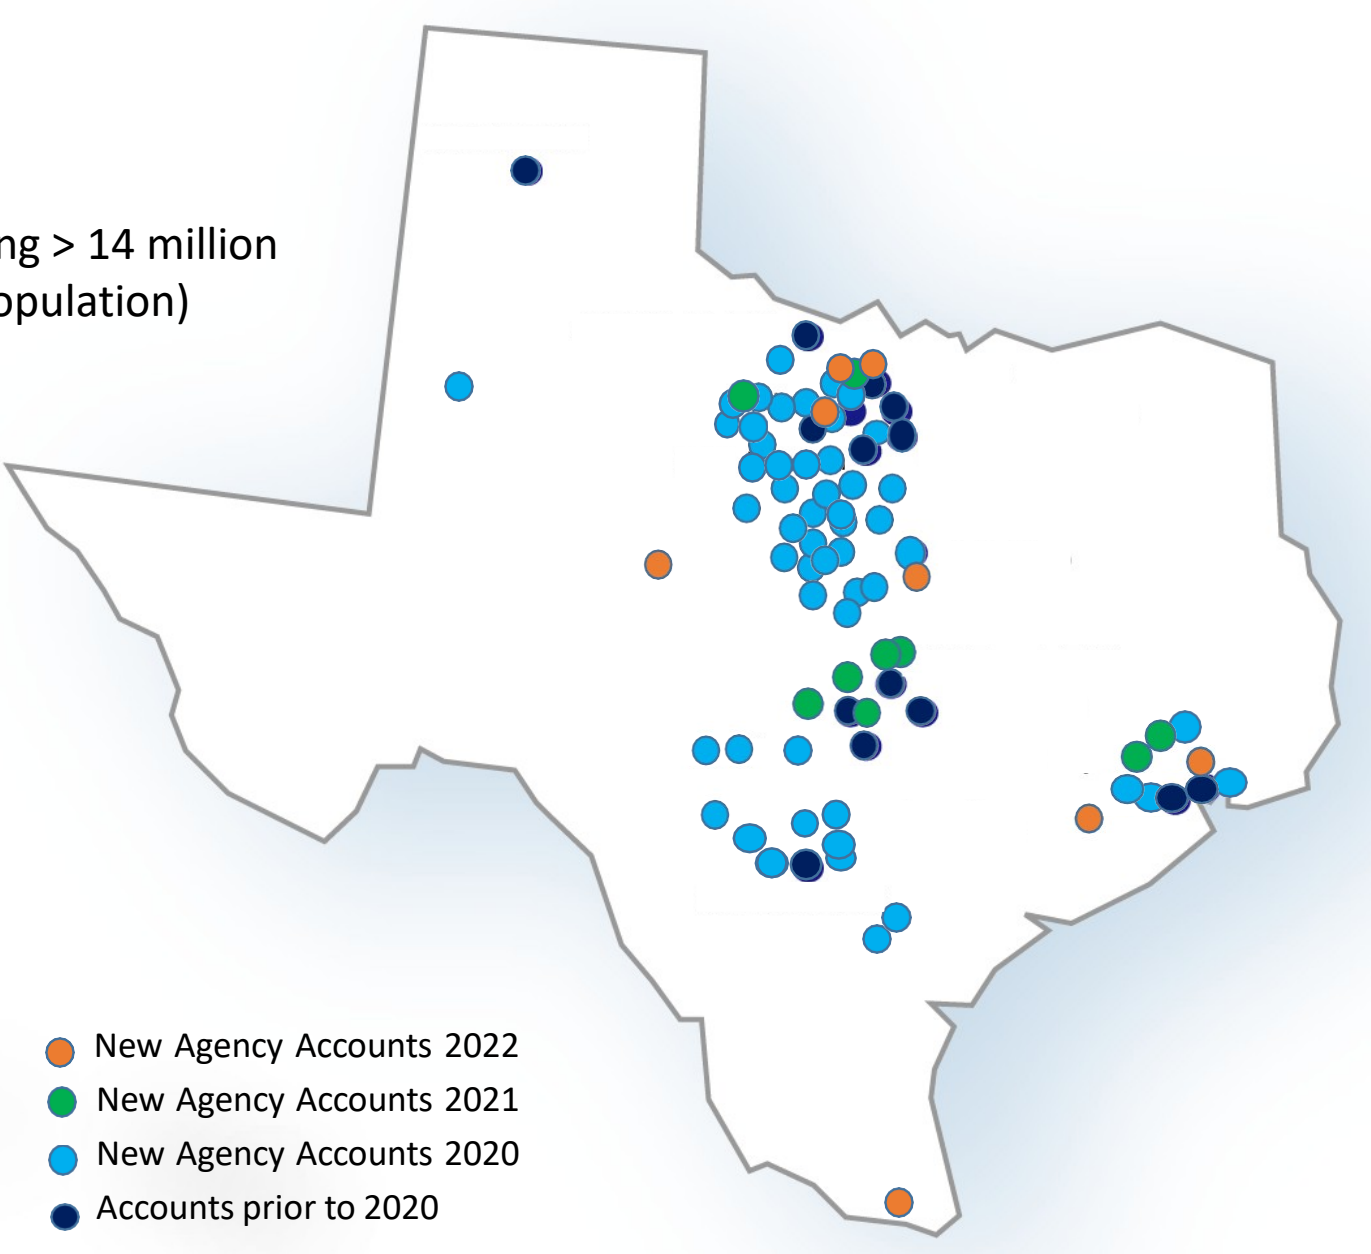 ng > 14 million
opulation)
New Agency Accounts 2022
New Agency Accounts 2021
New Agency Accounts 2020
Accounts prior to 2020